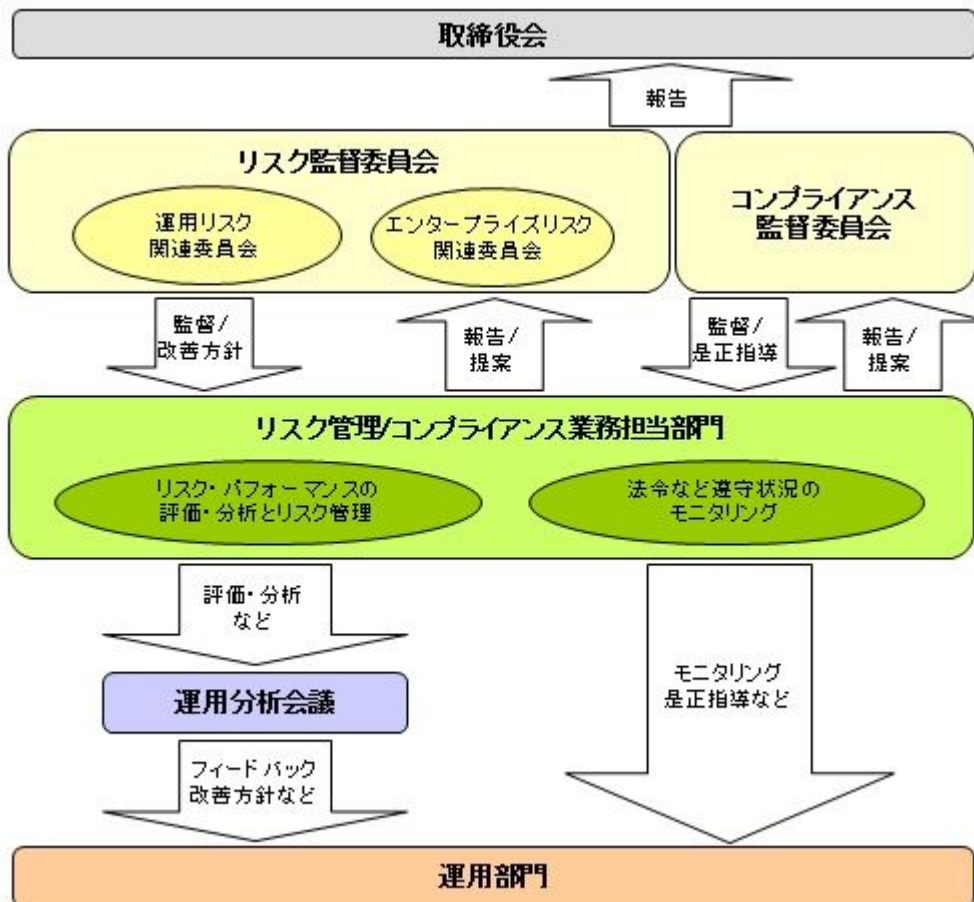 取締役会
報告
リスク監督委員会
運用リスク
関連委員会
エンタープライズリスク
関連委員会
コンプライアンス
監督委員会
監督/
改善方針
報告/
提案
監督/
是正指導
報告/
提案
リスク管理/コンプライアンス業務担当部門
リスク・パフォーマンスの
評価・分析とリスク管理
法令など遵守状況の
モニタリング
評価・分析
など
運用分析会議
モニタリング
是正指導など
フィードバック
改善方針など
運用部門